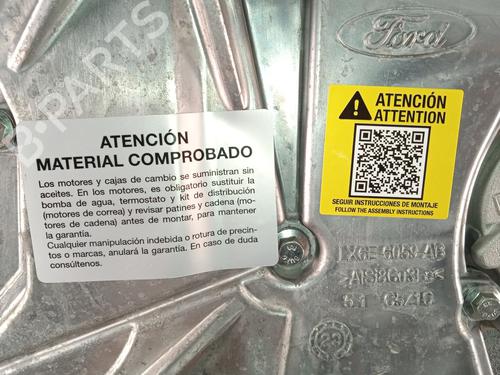 Ford
B-PARTS
ATENCIÓN
ATTENTION
SEGUIR INSTRUCCIONES DE MONTAJE
FOLLOW THE ASSEMBLY INSTRUCTIONS
ATENCIÓN
MATERIAL COMPROBADO
Los motores y cajas de cambio se suministran sin
aceites. En los motores, es obligatorio sustituir la
bomba de agua, termostato y kit de distribución
(motores de correa) y revisar patines y cadena (mo-
tores de cadena) antes de montar, para mantener
la garantía.
Cualquier manipulación indebida o rotura de precin-
tos o marcas, anulará la garantía. En caso de duda
consúltenos.
6059-AB